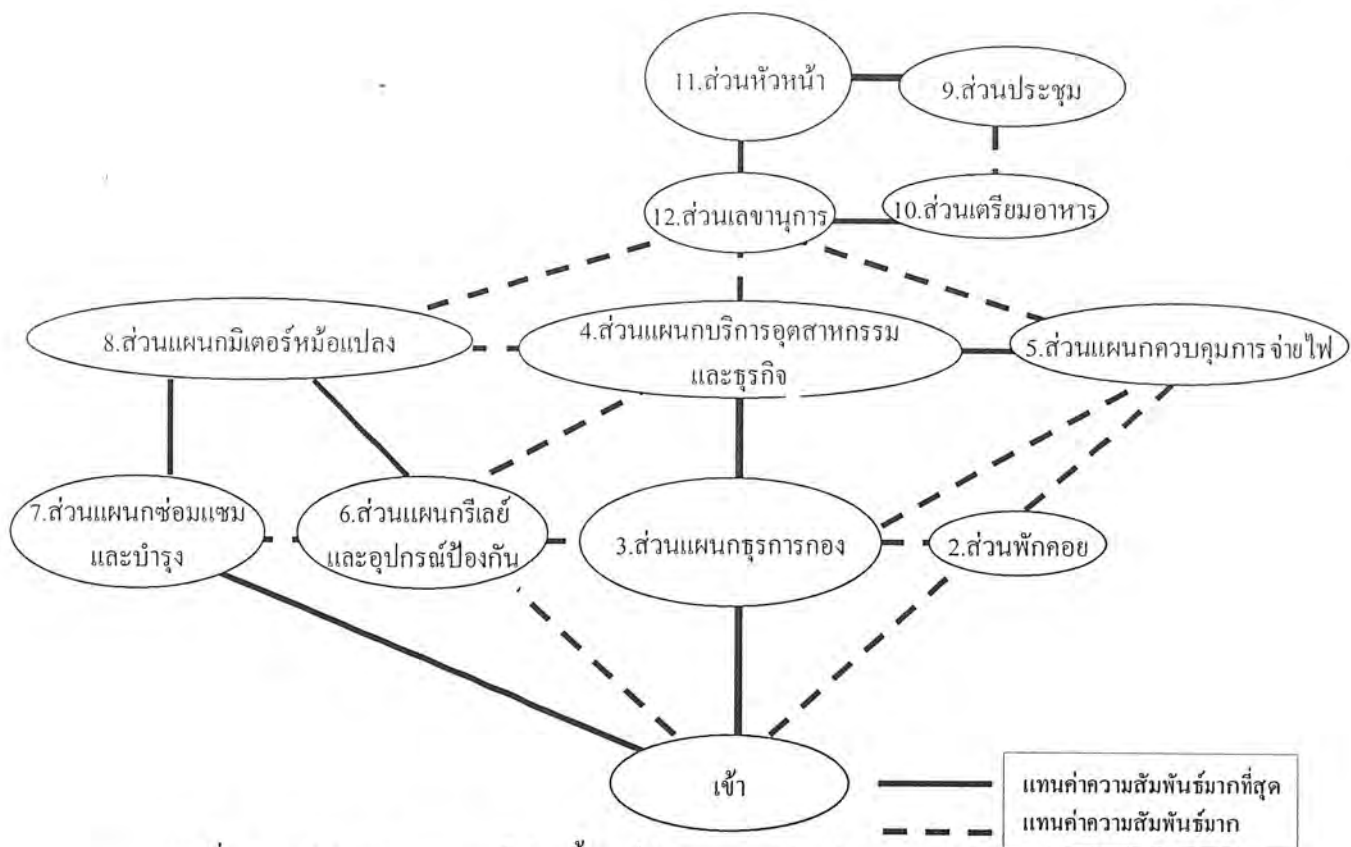 11.ส่วนหัวหน้า
9.ส่วนประชุม
12.ส่วนเลขานุการ
10.ส่วนเตรียมอาหาร
8.ส่วนแผนกมิเตอร์หม้อแปลง
4.ส่วนแผนกบริการอุตสาหกรรม
และธุรกิจ
5.ส่วนแผนกควบคุมการจ่ายไฟ
7.ส่วนแผนกซ่อมแซม
และบำรุง
6.ส่วนแผนกรีเลย์
และอุปกรณ์ป้องกัน
3.ส่วนแผนกธุรการกอง
2.ส่วนพักคอย
เข้า
แทนค่าความสัมพันธ์มากที่สุด
แทนค่าความสัมพันธ์มาก